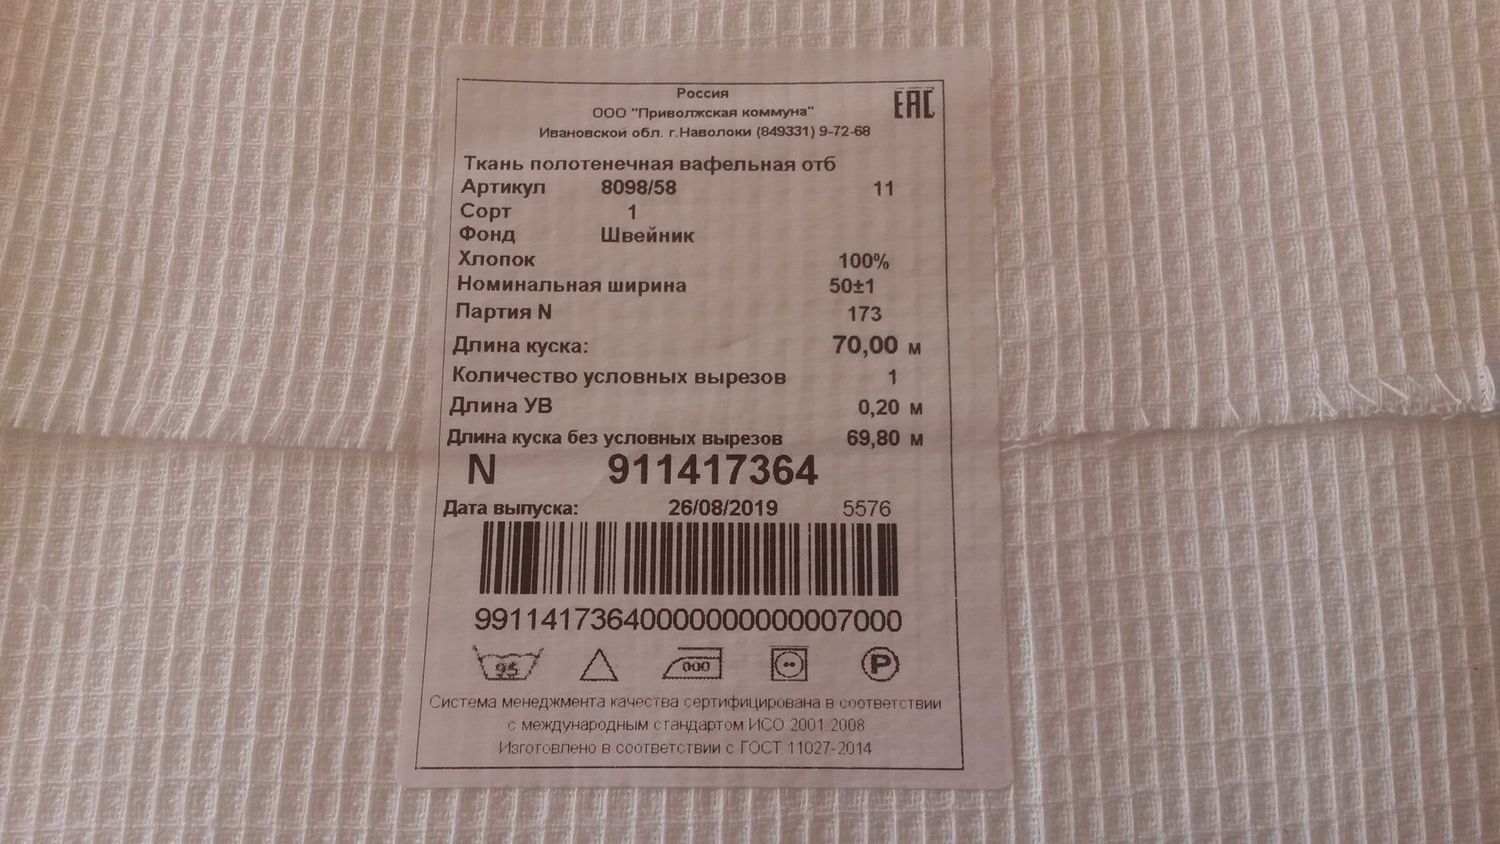 Россия
EAC
ООО "Приволжская коммуна"
Ивановской обл. г.Наволоки (849331) 9-72-68
Ткань полотенечная вафельная отб
Артикул 8098/58 11
Сорт 1
Фонд Швейник
Хлопок 100%
Номинальная ширина 50±1
Партия N 173
Длина куска: 70,00 м
Количество условных вырезов 1
Длина УВ 0,20 м
Длина куска без условных вырезов 69,80 м
N 911417364
Дата выпуска: 26/08/2019 5576
99114173640000000000007000
95
P
Система менеджмента качества сертифицирована в соответствии
с международным стандартом ИСО 2001 2008
Изготовлено в соответствии с ГОСТ 11027-2014